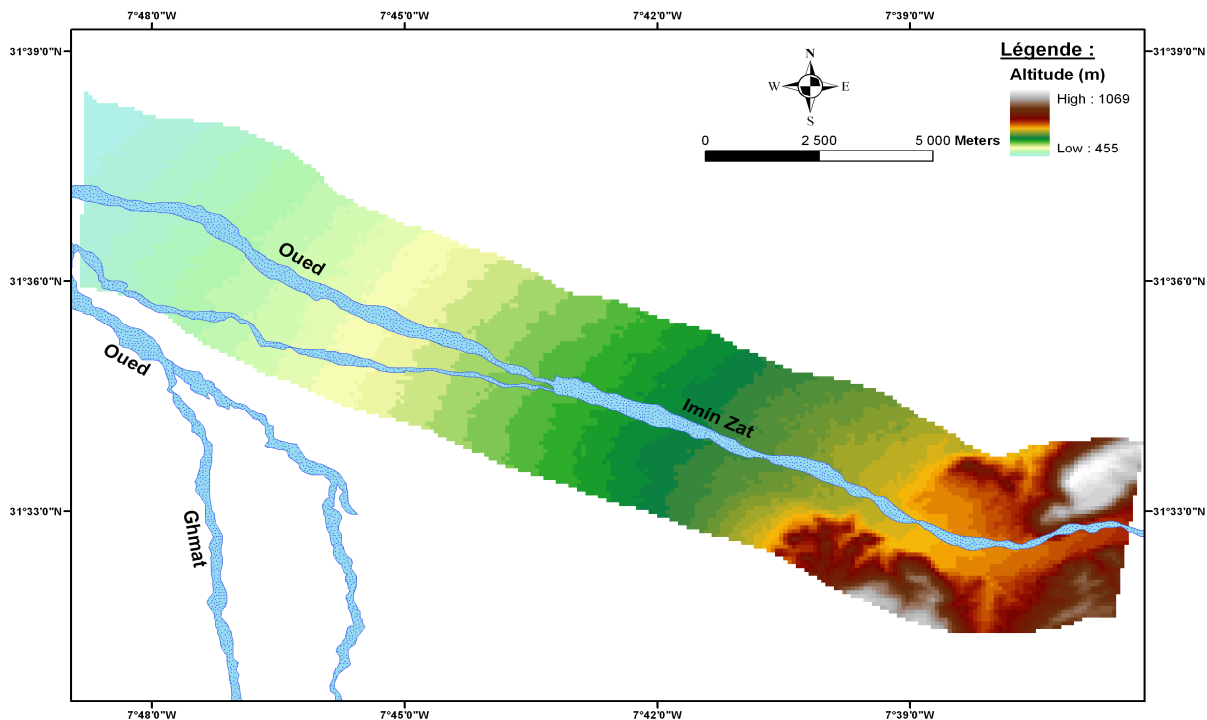 7°48'0"W 7°45'0"W 7°42'0"W 7°39'0"W
31°39'0"N 31°39'0"N
Légende :
Altitude (m)
High : 1069
Low : 455
N
W E
S
0 2 500 5 000 Meters
Oued
31°36'0"N 31°36'0"N
Oued
Imin Zat
31°33'0"N 31°33'0"N
Ghmat
7°48'0"W 7°45'0"W 7°42'0"W 7°39'0"W